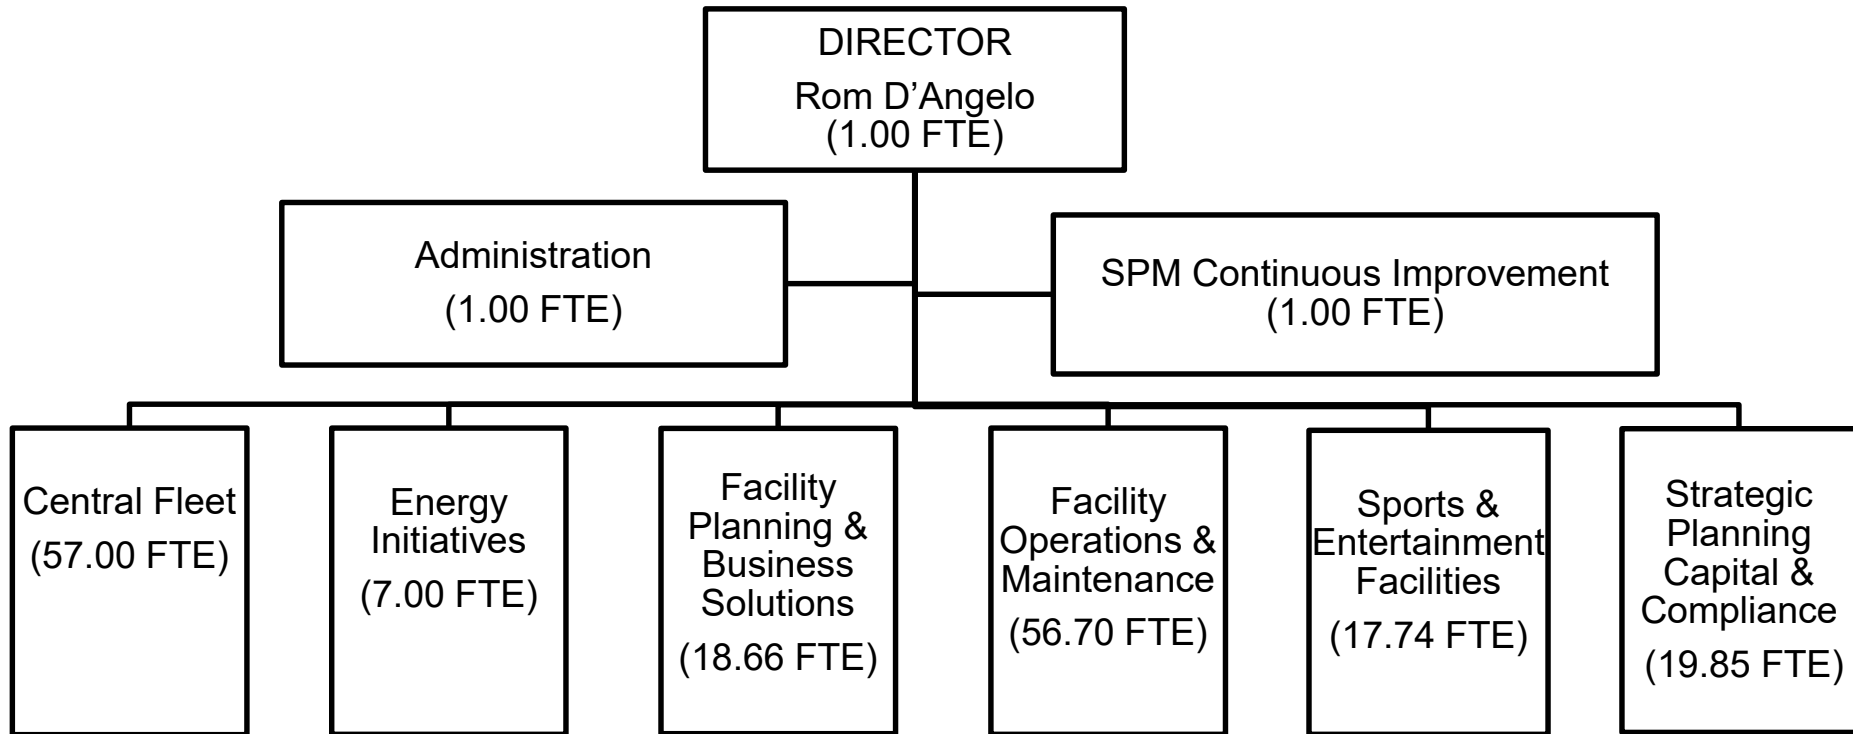 DIRECTOR
Rom D’Angelo
(1.00 FTE)
Administration
(1.00 FTE)
SPM Continuous Improvement
(1.00 FTE)
Central Fleet
(57.00 FTE)
Energy
Initiatives
(7.00 FTE)
Facility
Planning &
Business
Solutions
(18.66 FTE)
Facility
Operations &
Maintenance
(56.70 FTE)
Sports &
Entertainment
Facilities
(17.74 FTE)
Strategic
Planning
Capital &
Compliance
(19.85 FTE)